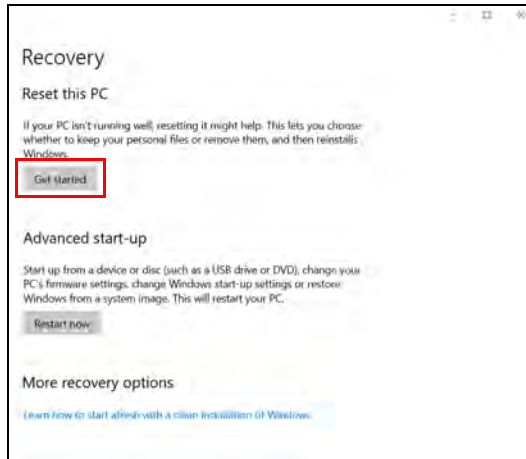 Recovery
Reset this PC
If your PC isn't running well, resetting it might help. This lets you choose
whether to keep your personal files or remove them, and then reinstalls
Windows.
Get started
Advanced start-up
Start up from a device or disc (such as a USB drive or DVD), change your
PC's firmware settings, change Windows start-up settings or restore
Windows from a system image. This will restart your PC.
Restart now
More recovery options
Learn how to start afresh with a clean installation of Windows